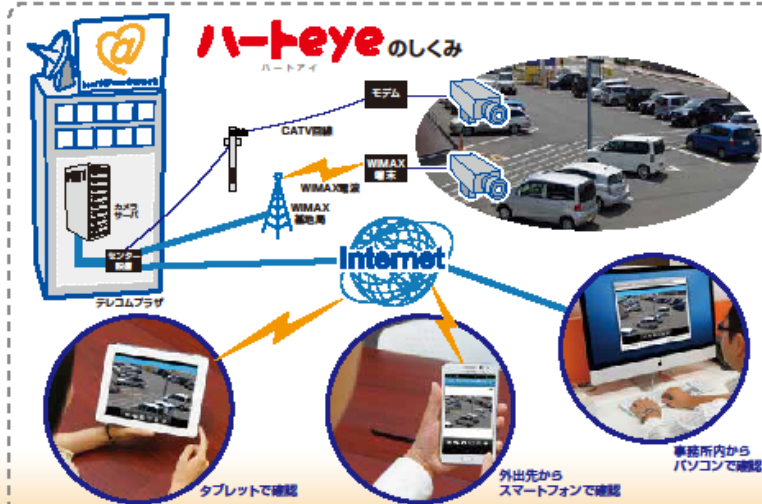 ハートeyeのしくみ
ハートアイ
モデム
CATV回線
WIMAX
端末
WIMAX電波
WIMAX
基地局
カメラ
サーバ
センター
Internet
テレコムプラザ
タブレットで確認
外出先から
スマートフォンで確認
事務所内から
パソコンで確認